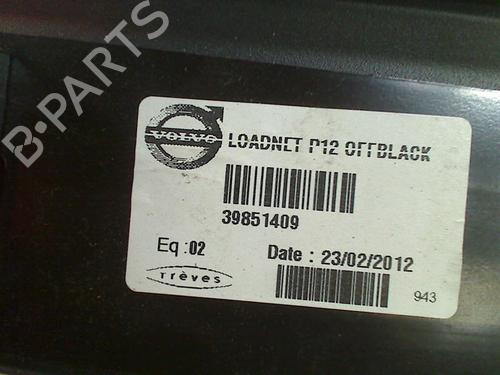 B-PARTS
VOLVO
LOADNET P12 OFFBLACK
39851409
Eq :02
Date : 23/02/2012
Trèves
943